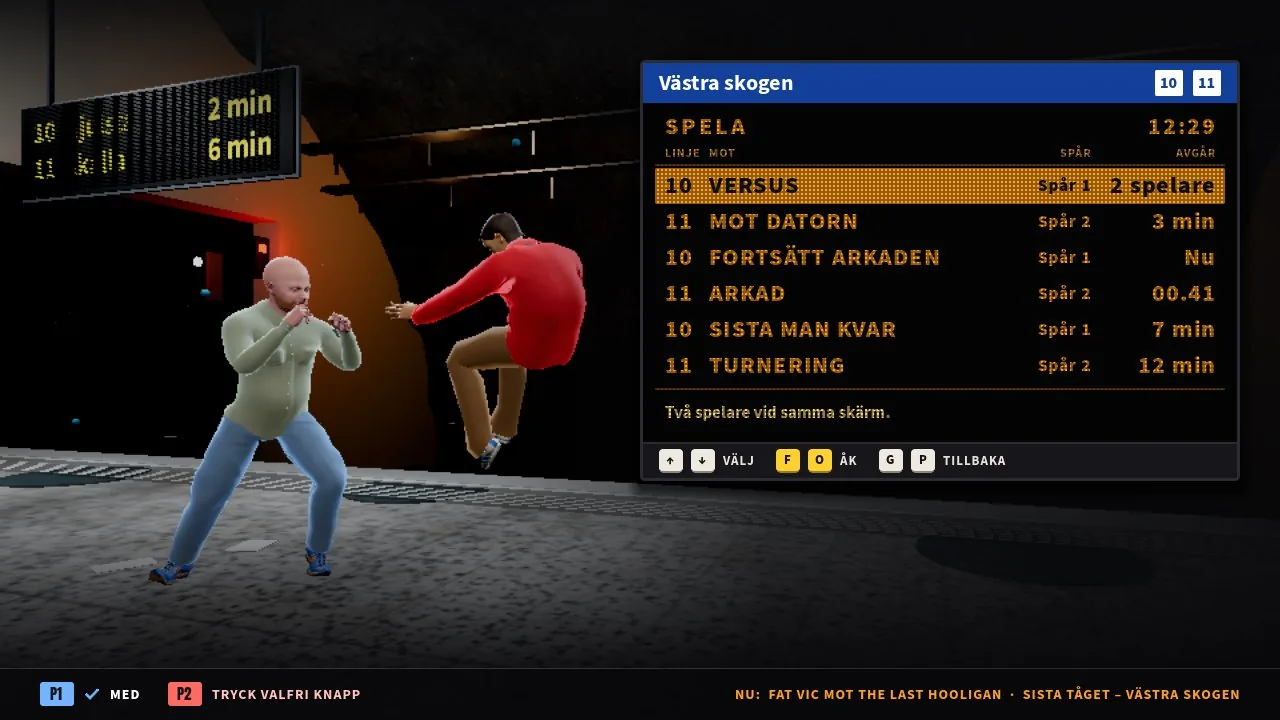 2 min
6 min
10
11
Västra skogen 10 11
SPELA 12:29
LINJE MOT SPÅR AVGÅR
10 VERSUS Spår 1 2 spelare
11 MOT DATORN Spår 2 3 min
10 FORTSÄTT ARKADEN Spår 1 Nu
11 ARKAD Spår 2 00.41
10 SISTA MAN KVAR Spår 1 7 min
11 TURNERING Spår 2 12 min
Två spelare vid samma skärm.
↑ ↓ VÄLJ F O ÅK G P TILLBAKA
P1 ✓ MED P2 TRYCK VALFRI KNAPP
NU: FAT VIC MOT THE LAST HOOLIGAN · SISTA TÅGET – VÄSTRA SKOGEN